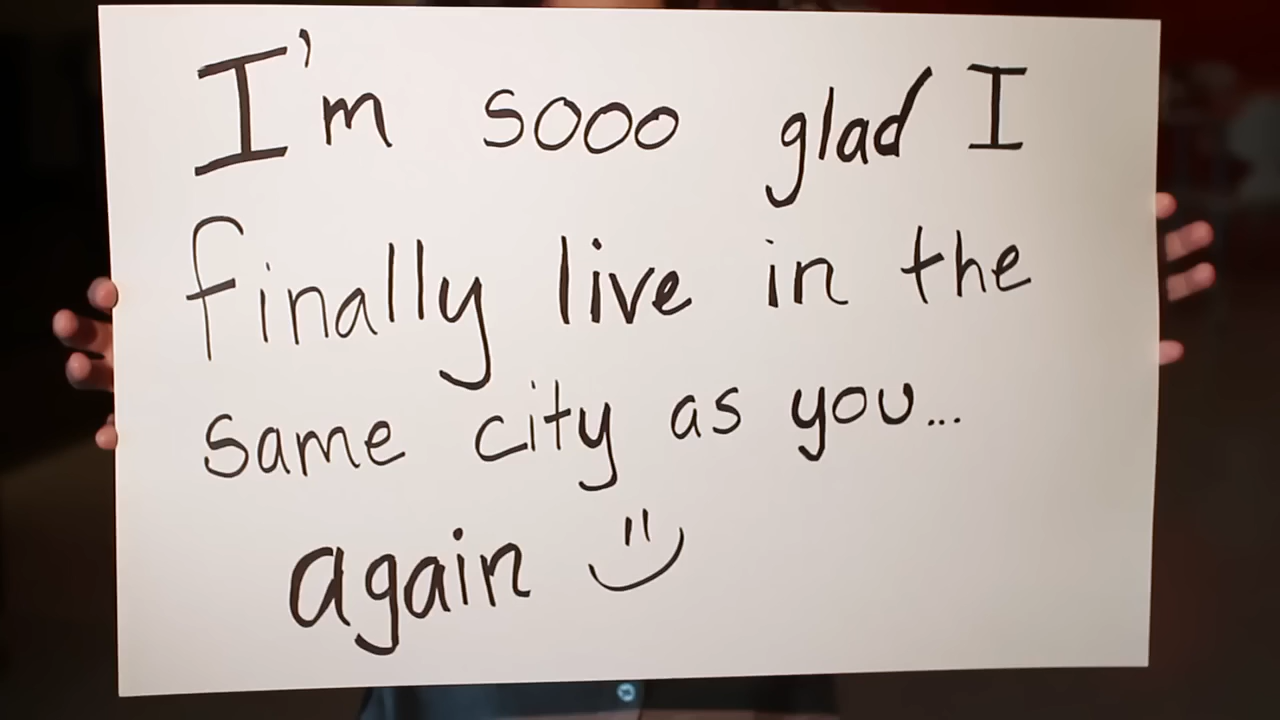 I'm sooo glad I
finally live in the
same city as you...
again